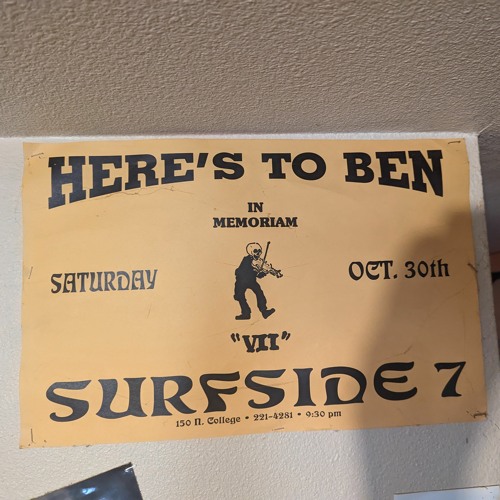 HERE'S TO BEN
IN
MEMORIAM
SATURDAY
OCT. 30th
"VII"
SURFSIDE 7
150 N. College • 221-4281 • 9:30 pm